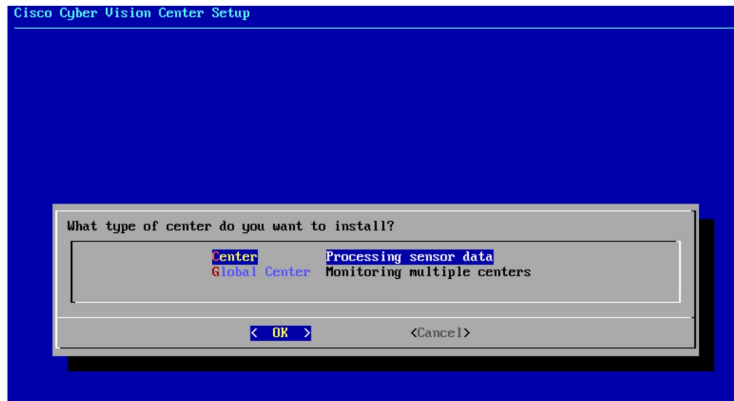 Cisco Cyber Vision Center Setup
What type of center do you want to install?
Center Processing sensor data
Global Center Monitoring multiple centers
< OK > <Cancel>